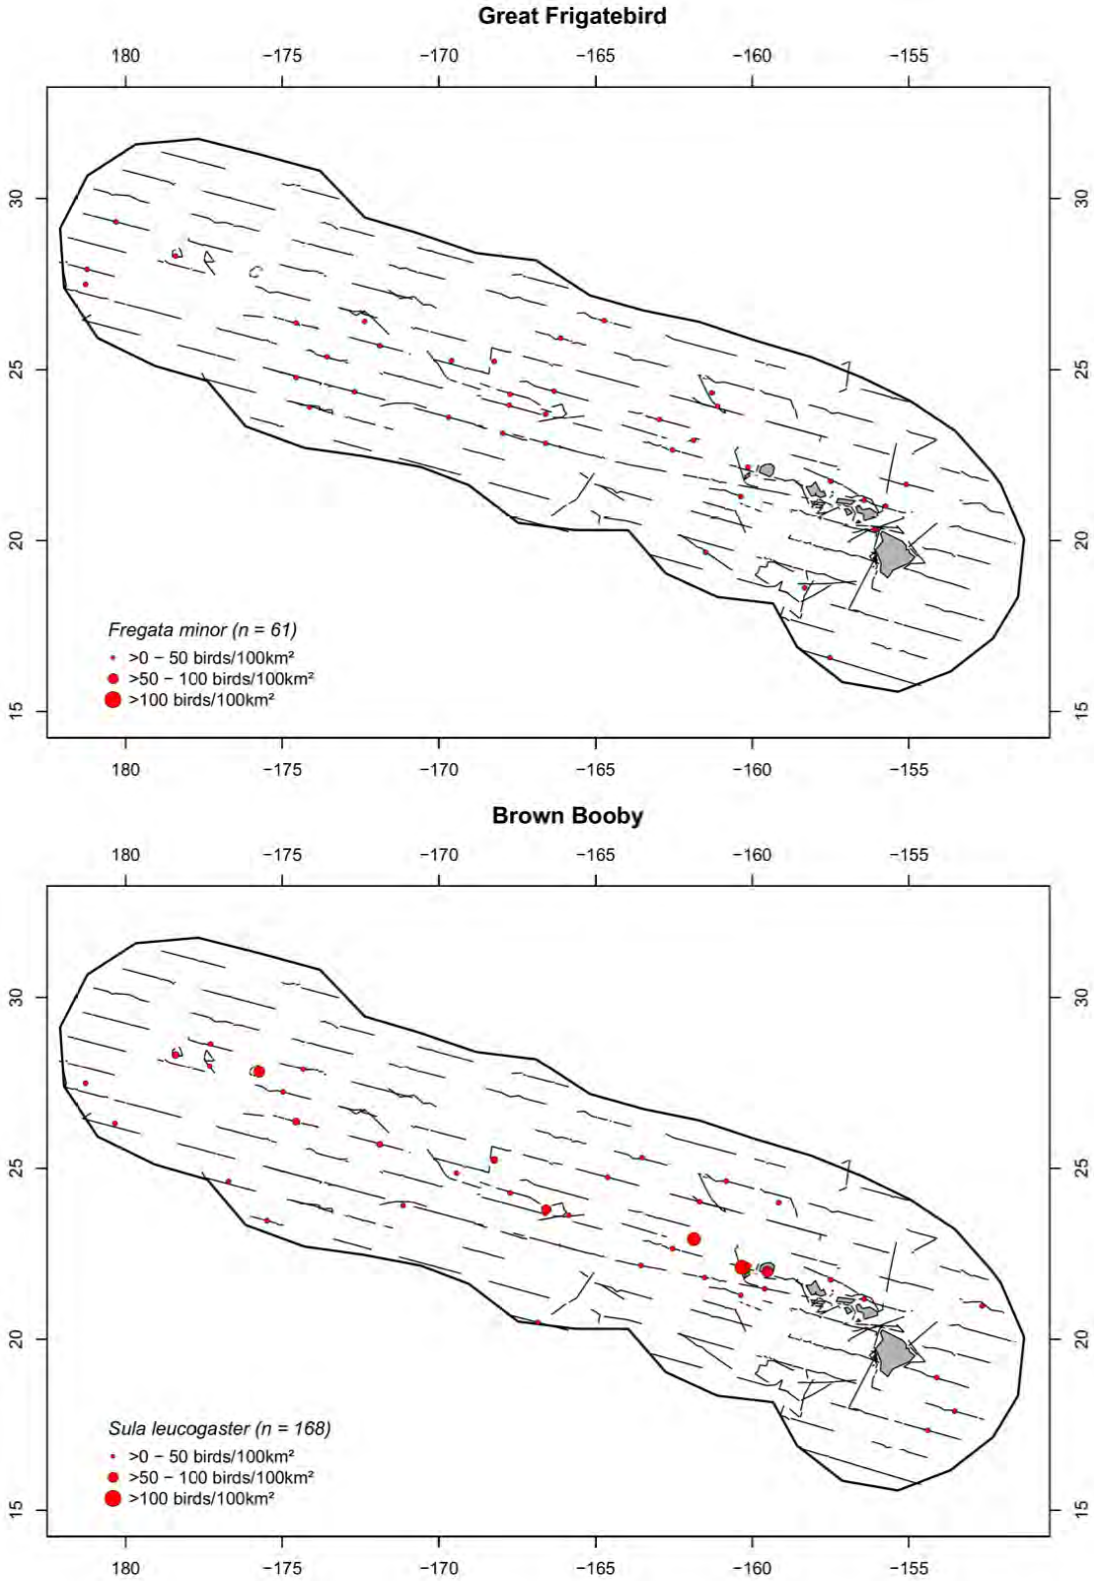 Great Frigatebird
180 −175 −170 −165 −160 −155
30 30
25 25
20 20
15 15
Fregata minor (n = 61)
>0 − 50 birds/100km²
>50 − 100 birds/100km²
>100 birds/100km²
180 −175 −170 −165 −160 −155
Brown Booby
180 −175 −170 −165 −160 −155
30 30
25 25
20 20
15 15
Sula leucogaster (n = 168)
>0 − 50 birds/100km²
>50 − 100 birds/100km²
>100 birds/100km²
180 −175 −170 −165 −160 −155